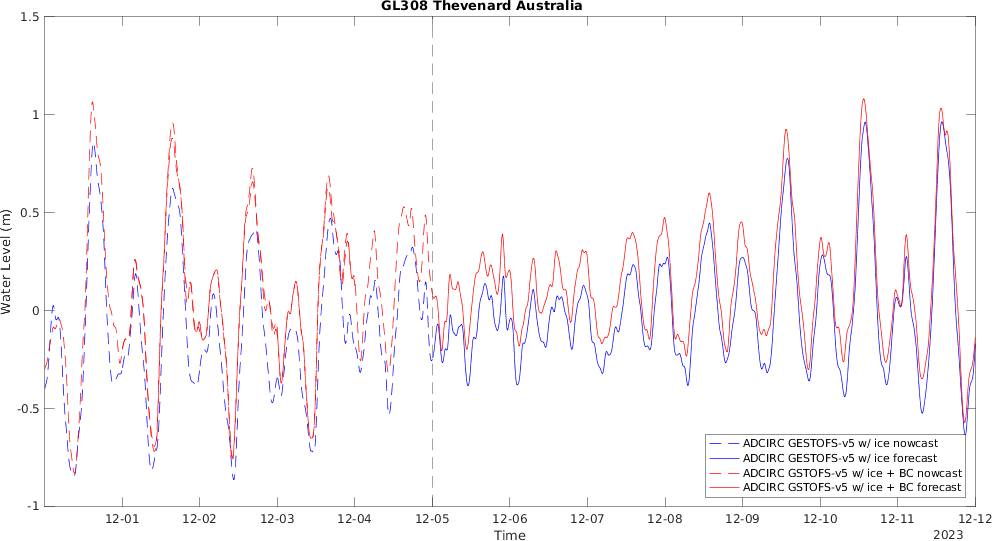 GL308 Thevenard Australia
1.5
1
0.5
0
-0.5
-1
Water Level (m)
12-01 12-02 12-03 12-04 12-05 12-06 12-07 12-08 12-09 12-10 12-11 12-12
Time
2023
ADCIRC GESTOFS-v5 w/ ice nowcast
ADCIRC GESTOFS-v5 w/ ice forecast
ADCIRC GSTOFS-v5 w/ ice + BC nowcast
ADCIRC GSTOFS-v5 w/ ice + BC forecast